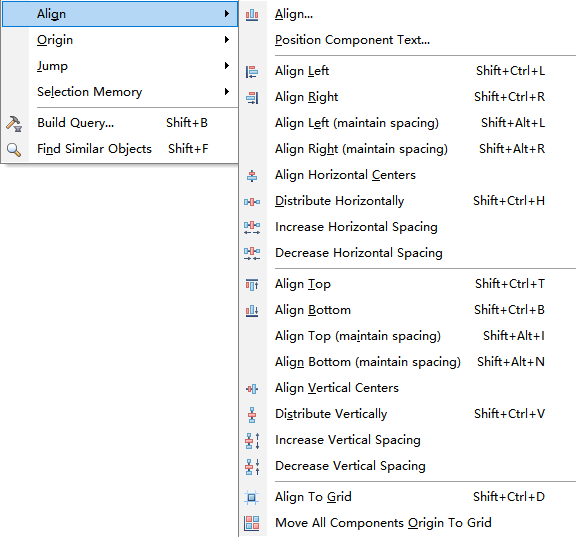 Align
Origin
Jump
Selection Memory
Build Query... Shift+B
Find Similar Objects Shift+F
Align...
Position Component Text...
Align Left Shift+Ctrl+L
Align Right Shift+Ctrl+R
Align Left (maintain spacing) Shift+Alt+L
Align Right (maintain spacing) Shift+Alt+R
Align Horizontal Centers
Distribute Horizontally Shift+Ctrl+H
Increase Horizontal Spacing
Decrease Horizontal Spacing
Align Top Shift+Ctrl+T
Align Bottom Shift+Ctrl+B
Align Top (maintain spacing) Shift+Alt+I
Align Bottom (maintain spacing) Shift+Alt+N
Align Vertical Centers
Distribute Vertically Shift+Ctrl+V
Increase Vertical Spacing
Decrease Vertical Spacing
Align To Grid Shift+Ctrl+D
Move All Components Origin To Grid